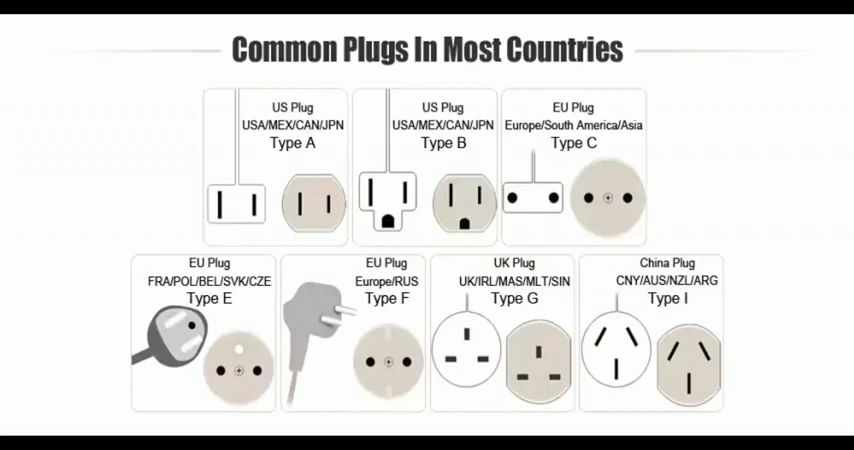 Common Plugs In Most Countries
US Plug
USA/MEX/CAN/JPN
Type A
US Plug
USA/MEX/CAN/JPN
Type B
EU Plug
Europe/South America/Asia
Type C
EU Plug
FRA/POL/BEL/SVK/CZE
Type E
EU Plug
Europe/RUS
Type F
UK Plug
UK/IRL/MAS/MLT/SIN
Type G
China Plug
CNY/AUS/NZL/ARG
Type I